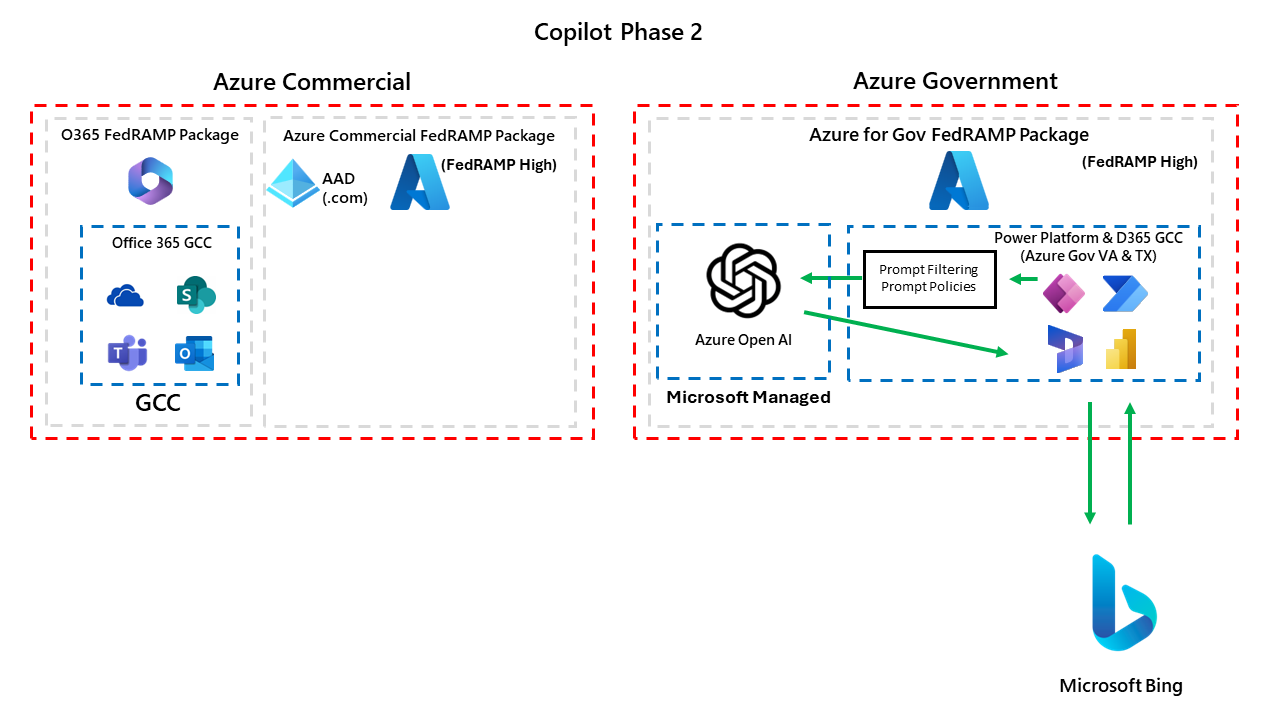 Copilot Phase 2
Azure Commercial
O365 FedRAMP Package
Office 365 GCC
S
T
O
GCC
Azure Commercial FedRAMP Package
(FedRAMP High)
AAD
(.com)
Azure Government
Azure for Gov FedRAMP Package
(FedRAMP High)
Azure Open AI
Microsoft Managed
Power Platform & D365 GCC
(Azure Gov VA & TX)
Prompt Filtering
Prompt Policies
Microsoft Bing